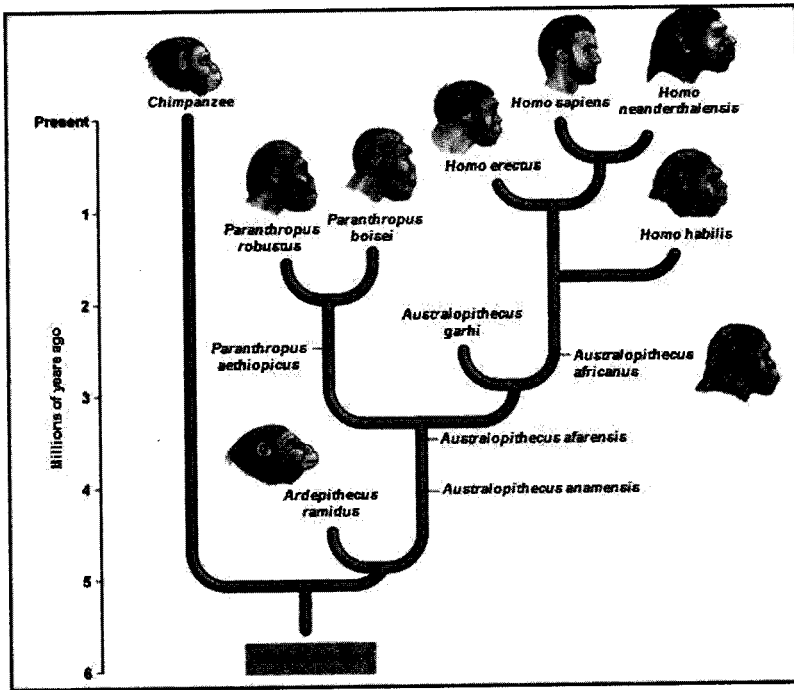 Chimpanzee
Homo sapiens
Homo
neanderthalensis
Present
Homo erectus
Paranthropus
robustus
Paranthropus
boisei
Homo habilis
1
2
Australopithecus
garhi
Paranthropus
aethiopicus
Australopithecus
africanus
3
Millions of years ago
Australopithecus afarensis
Ardepithecus
ramidus
Australopithecus anamensis
4
5
6